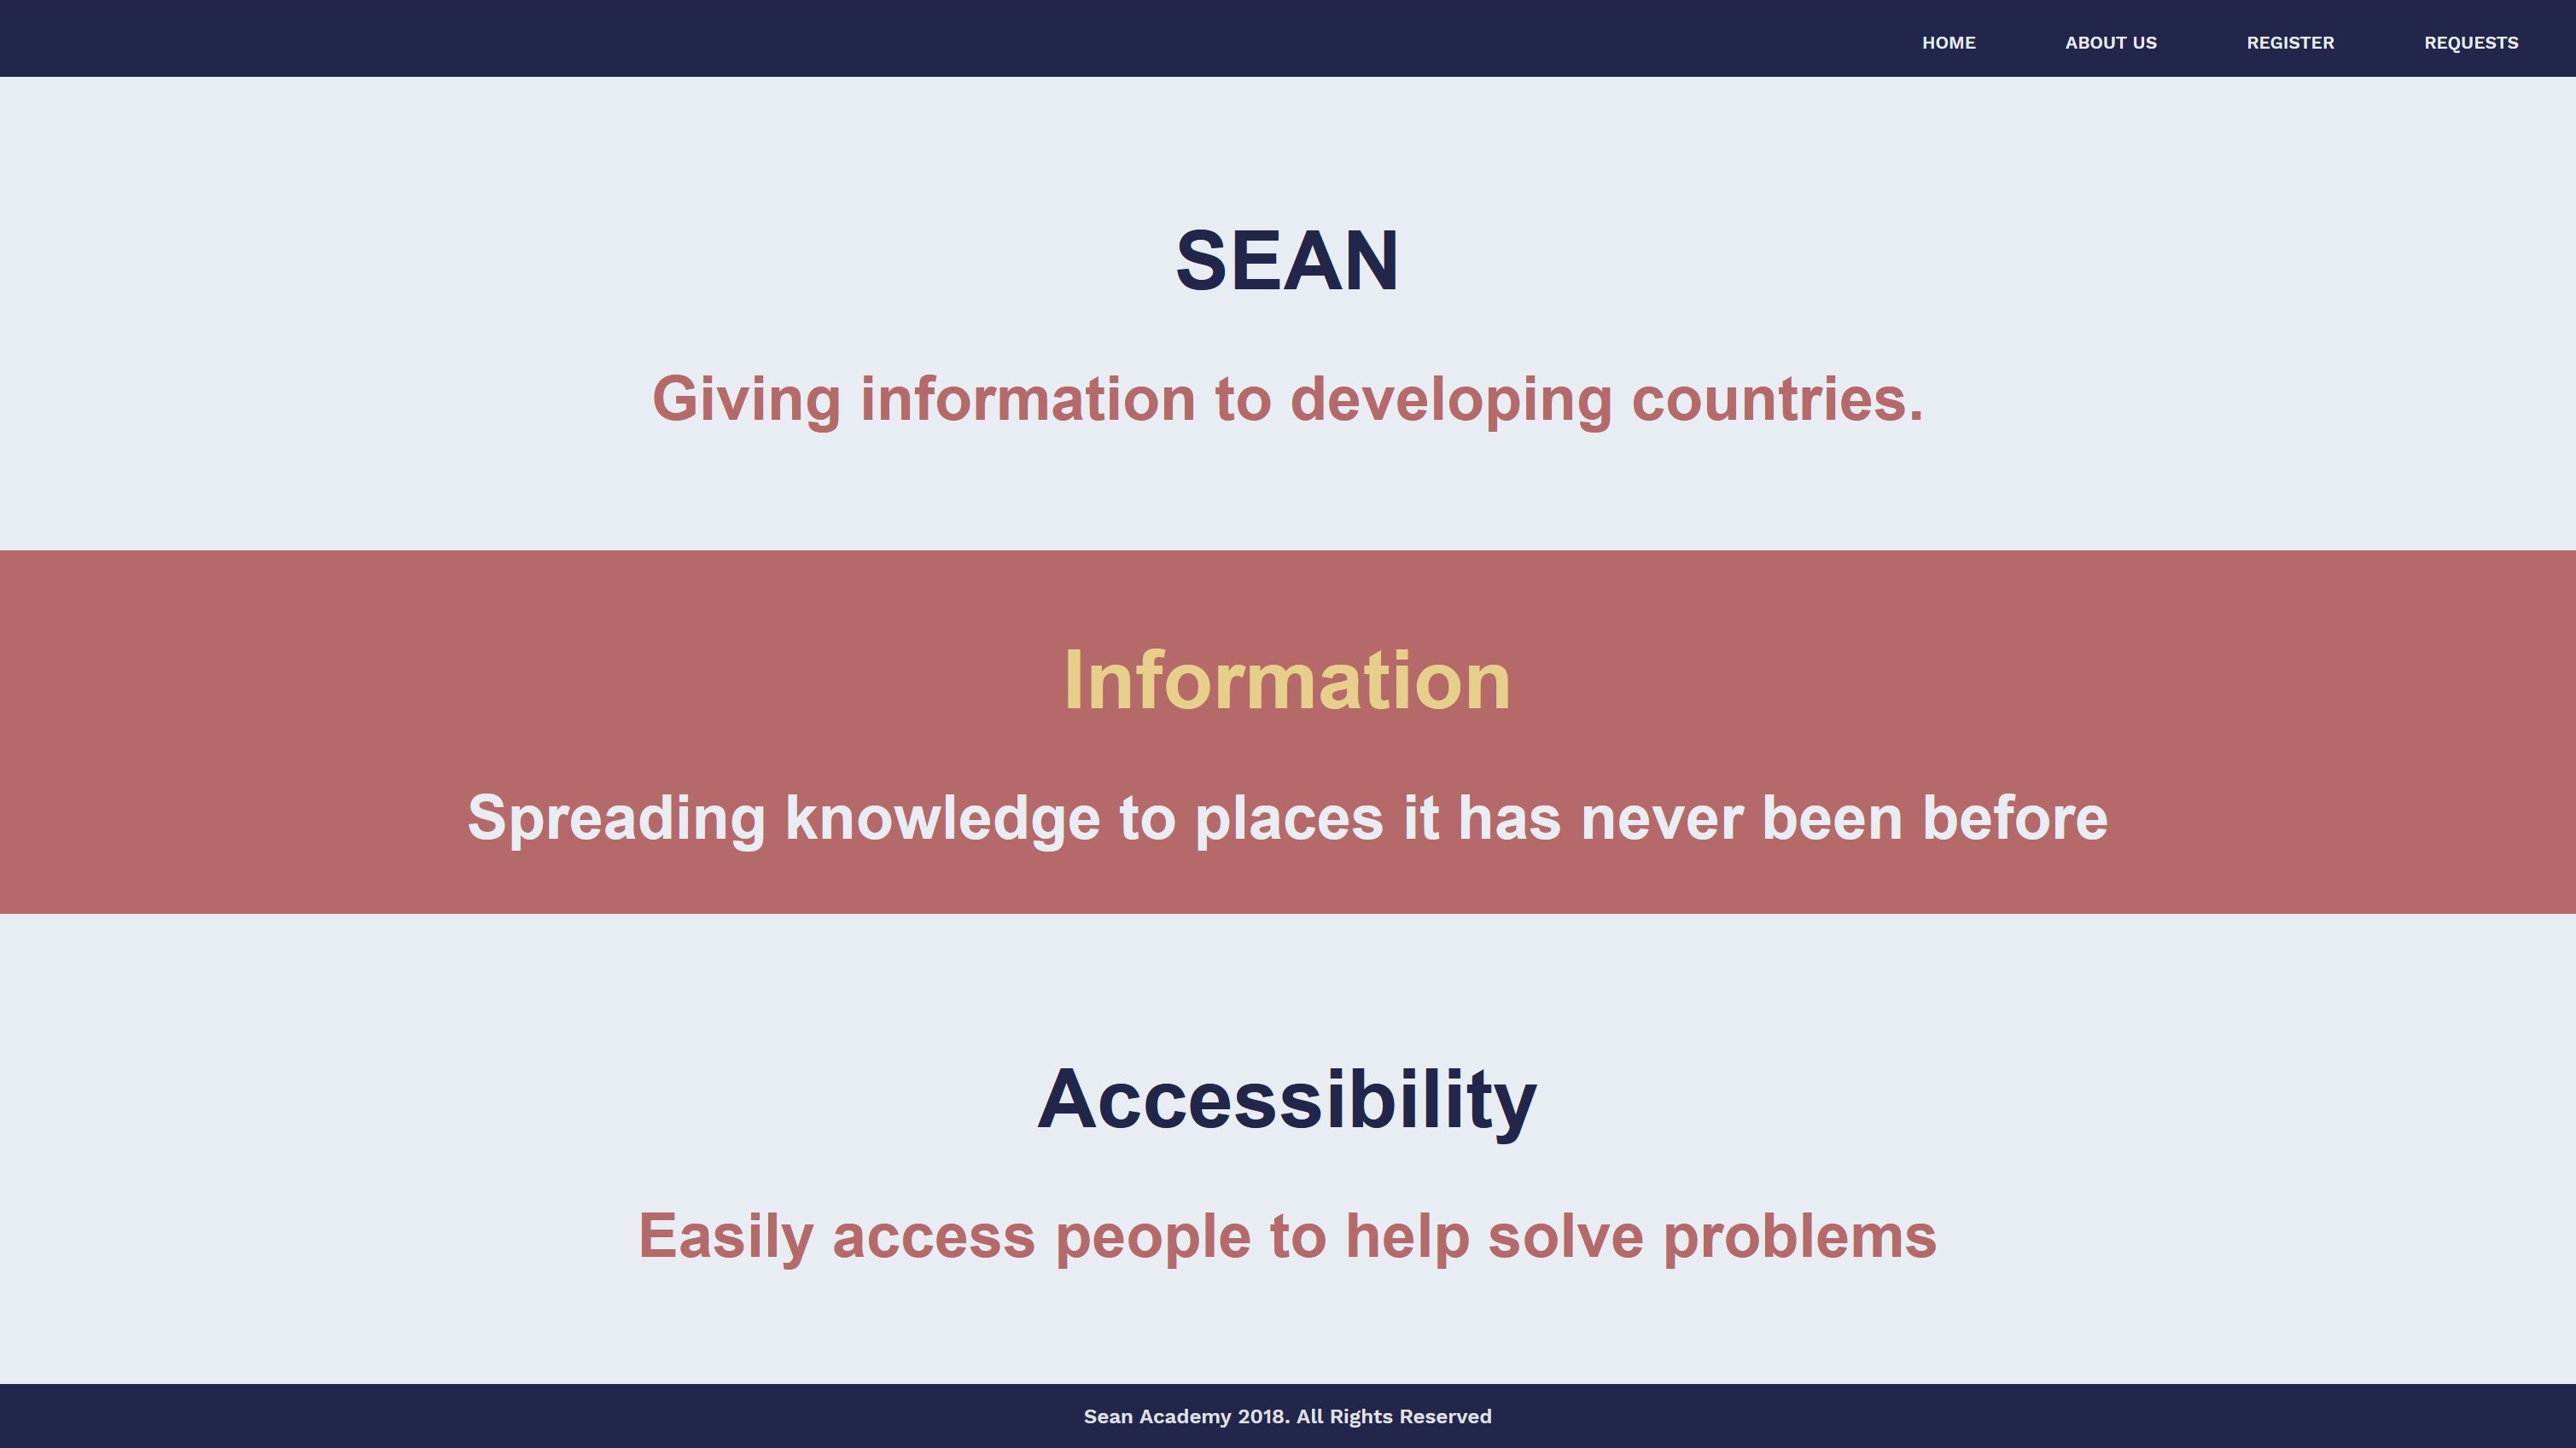 HOME ABOUT US REGISTER REQUESTS
SEAN
Giving information to developing countries.
Information
Spreading knowledge to places it has never been before
Accessibility
Easily access people to help solve problems
Sean Academy 2018. All Rights Reserved